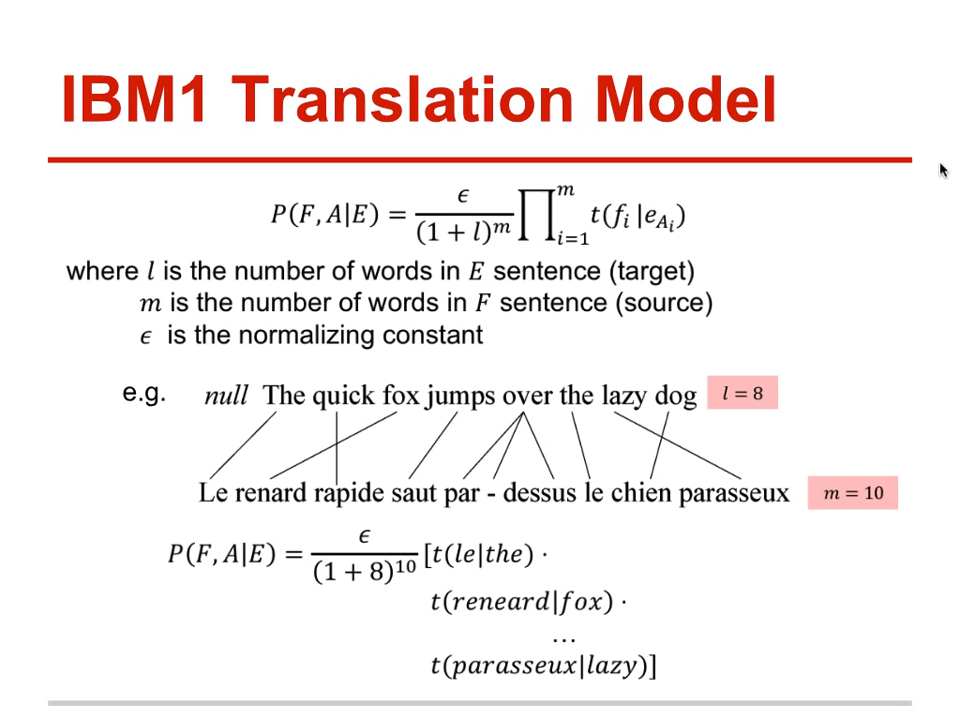 IBM1 Translation Model
P(F, A|E) = ϵ / (1 + l)^m ∏_{i=1}^{m} t(f_i |e_{A_i})
where l is the number of words in E sentence (target)
m is the number of words in F sentence (source)
ϵ is the normalizing constant
e.g. null The quick fox jumps over the lazy dog l = 8
Le renard rapide saut par - dessus le chien parasseux m = 10
P(F, A|E) = ϵ / (1 + 8)^10 [t(le|the) ·
t(reneard|fox) ·
…
t(parasseux|lazy)]